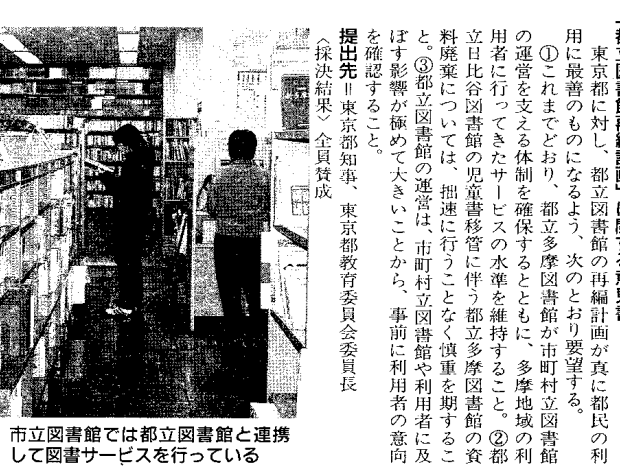 東京都に対し、都立図書館の再編計画が真に都民の利
用に最善のものになるよう、次のとおり要望する。
①これまでどおり、都立多摩図書館が市町村立図書館
の運営を支える体制を確保するとともに、多摩地域の利
用者に行ってきたサービスの水準を維持すること。②都
立日比谷図書館の児童書移管に伴う都立多摩図書館の資
料廃棄については、拙速に行うことなく慎重を期するこ
と。③都立図書館の運営は、市町村立図書館や利用者に及
ぼす影響が極めて大きいことから、事前に利用者の意向
を確認すること。
提出先＝東京都知事、東京都教育委員会委員長
〈採決結果〉全員賛成
市立図書館では都立図書館と連携
して図書サービスを行っている